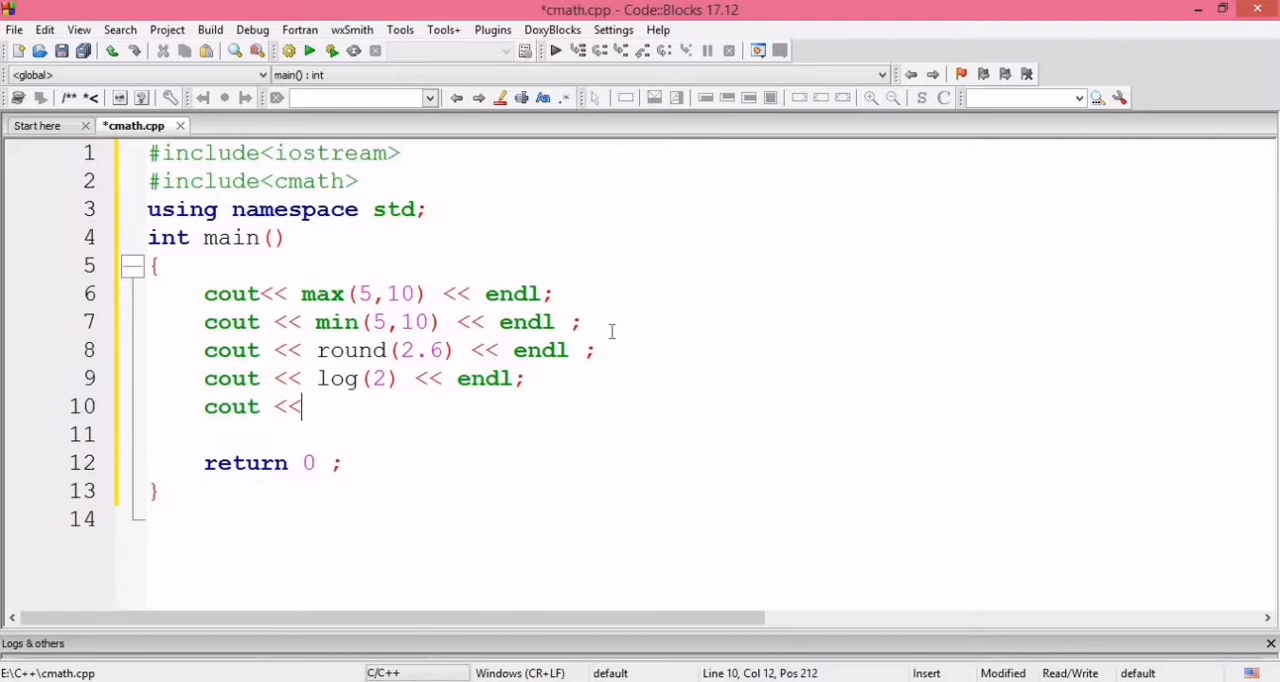 *cmath.cpp - Code::Blocks 17.12
File Edit View Search Project Build Debug Fortran wxSmith Tools Tools+ Plugins DoxyBlocks Settings Help
<global> main() : int
/** *<
S C
Start here *cmath.cpp
1 #include<iostream>
2 #include<cmath>
3 using namespace std;
4 int main()
5 {
6 cout<< max(5,10) << endl;
7 cout << min(5,10) << endl ;
8 cout << round(2.6) << endl ;
9 cout << log(2) << endl;
10 cout <<
11
12 return 0 ;
13 }
14
Logs & others
E:\C++\cmath.cpp C/C++ Windows (CR+LF) default Line 10, Col 12, Pos 212 Insert Modified Read/Write default